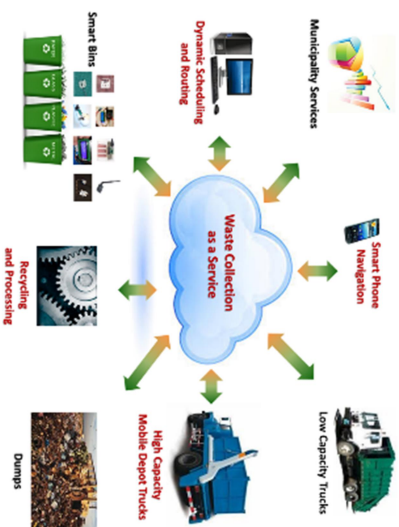 Municipality Services
Smart Phone
Navigation
Low Capacity Trucks
Dynamic Scheduling
and Routing
Waste Collection
as a Service
High Capacity
Mobile Depot Trucks
Smart Bins
Recycling
and Processing
Dumps